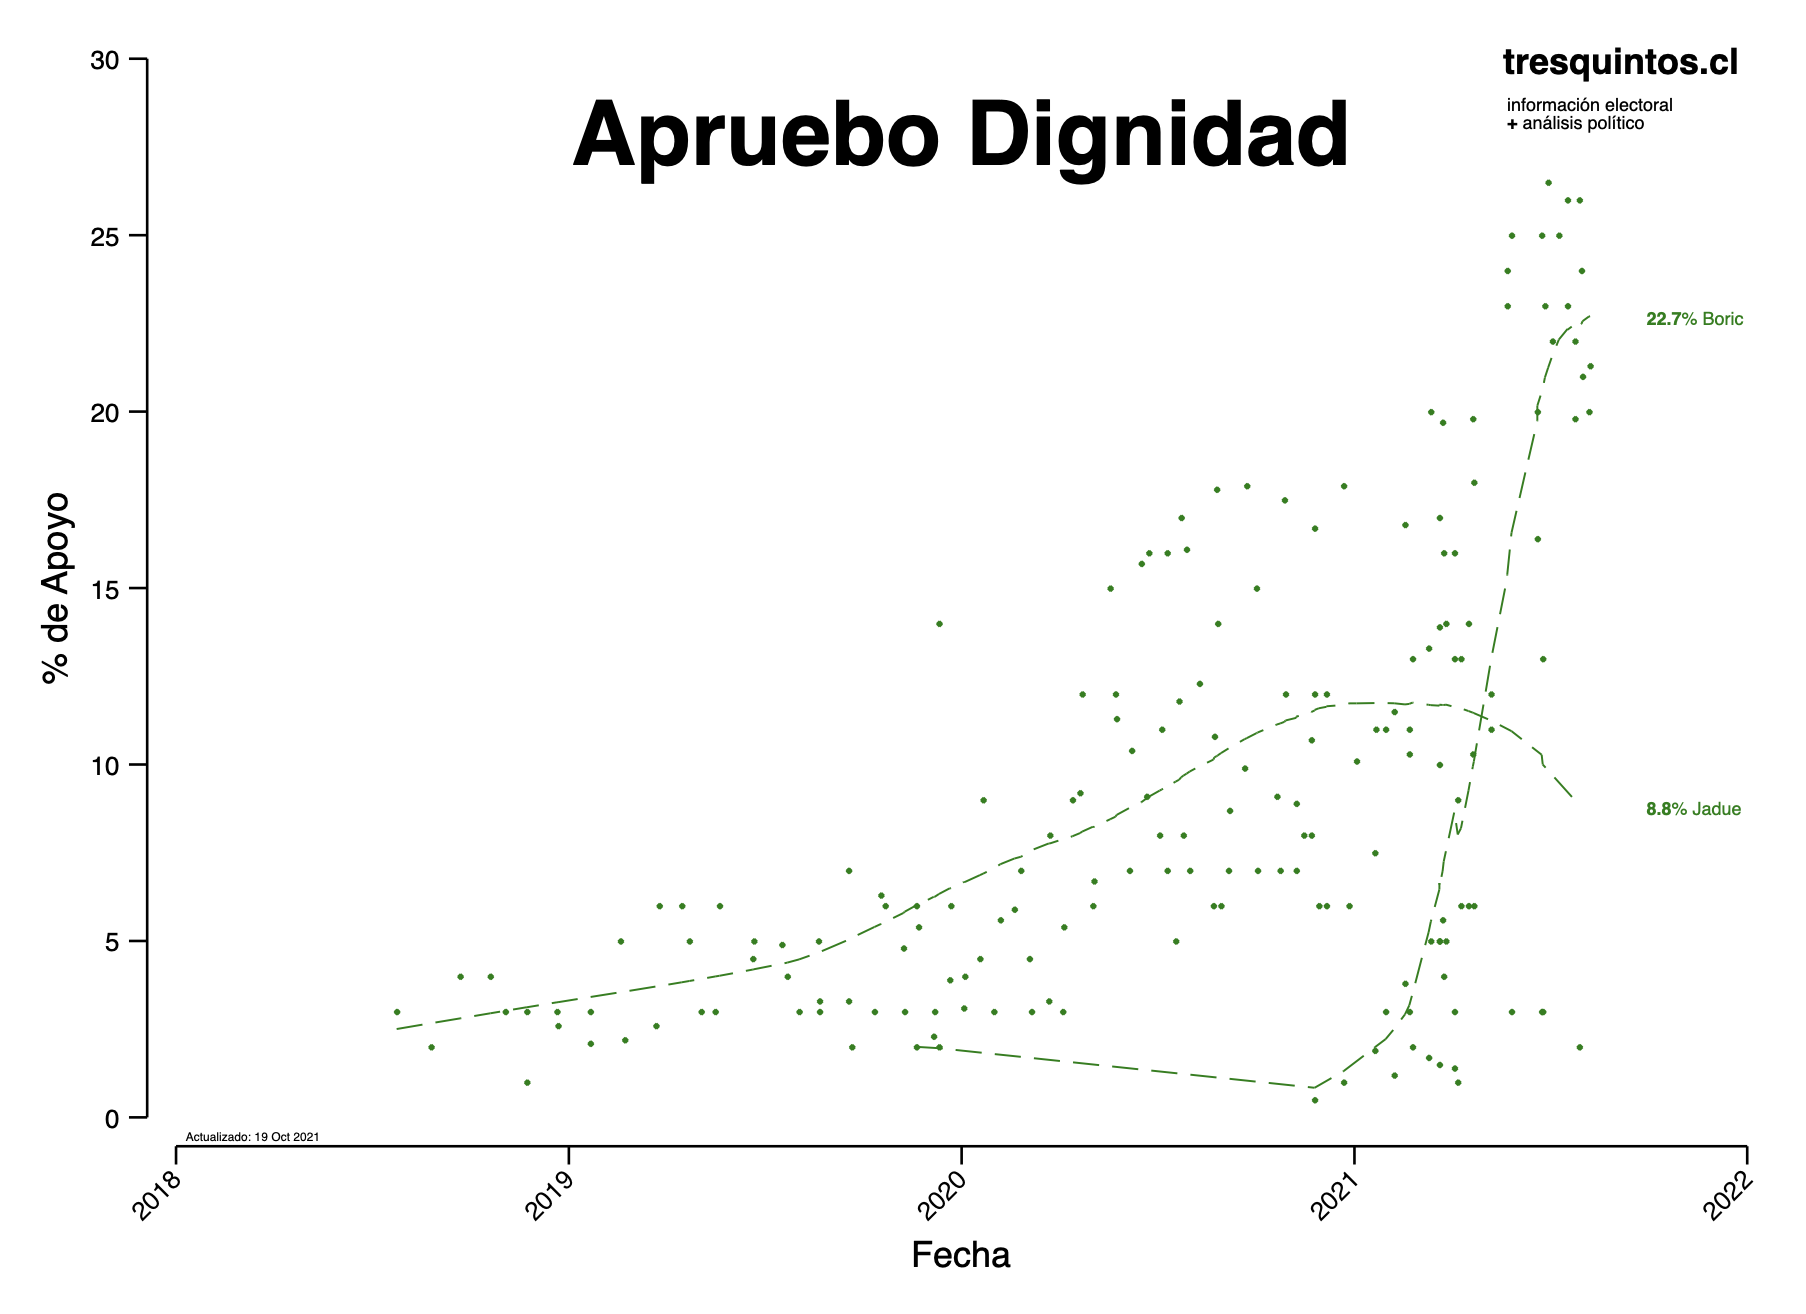 tresquintos.cl
información electoral
+ análisis político
Apruebo Dignidad
% de Apoyo
30
25
20
15
10
5
0
22.7% Boric
8.8% Jadue
Actualizado: 19 Oct 2021
2018
2019
2020
2021
2022
Fecha